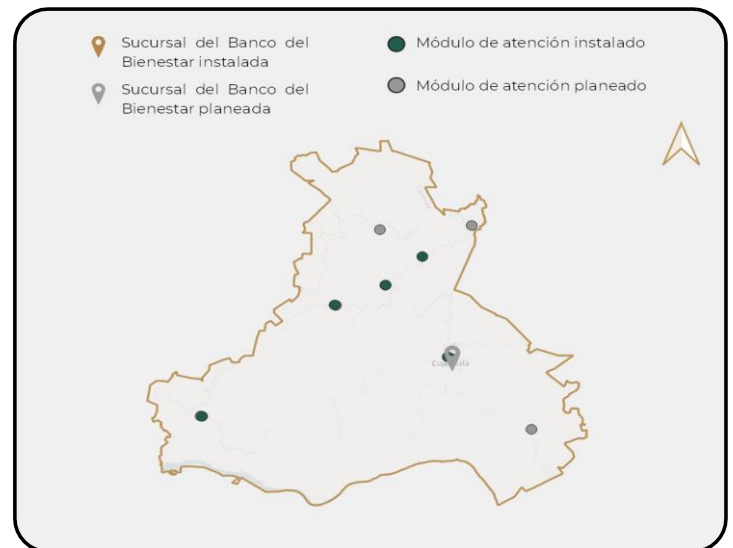 Sucursal del Banco del
Bienestar instalada
Sucursal del Banco del
Bienestar planeada
Módulo de atención instalado
Módulo de atención planeado